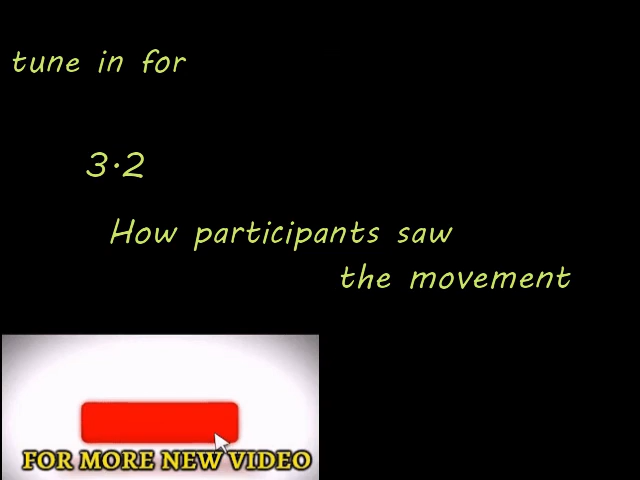 tune in for
3.2
How participants saw
the movement
FOR MORE NEW VIDEO